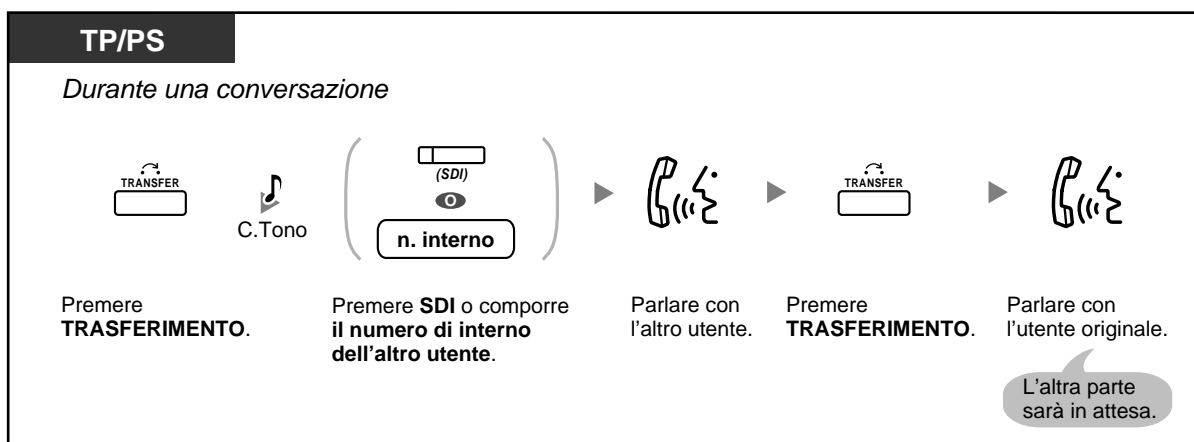 TP/PS
Durante una conversazione
TRANSFER
C.Tono
(SDI)
O
n. interno
TRANSFER
Premere
TRASFERIMENTO.
Premere SDI o comporre
il numero di interno
dell'altro utente.
Parlare con
l'altro utente.
Premere
TRASFERIMENTO.
Parlare con
l'utente originale.
L'altra parte
sarà in attesa.